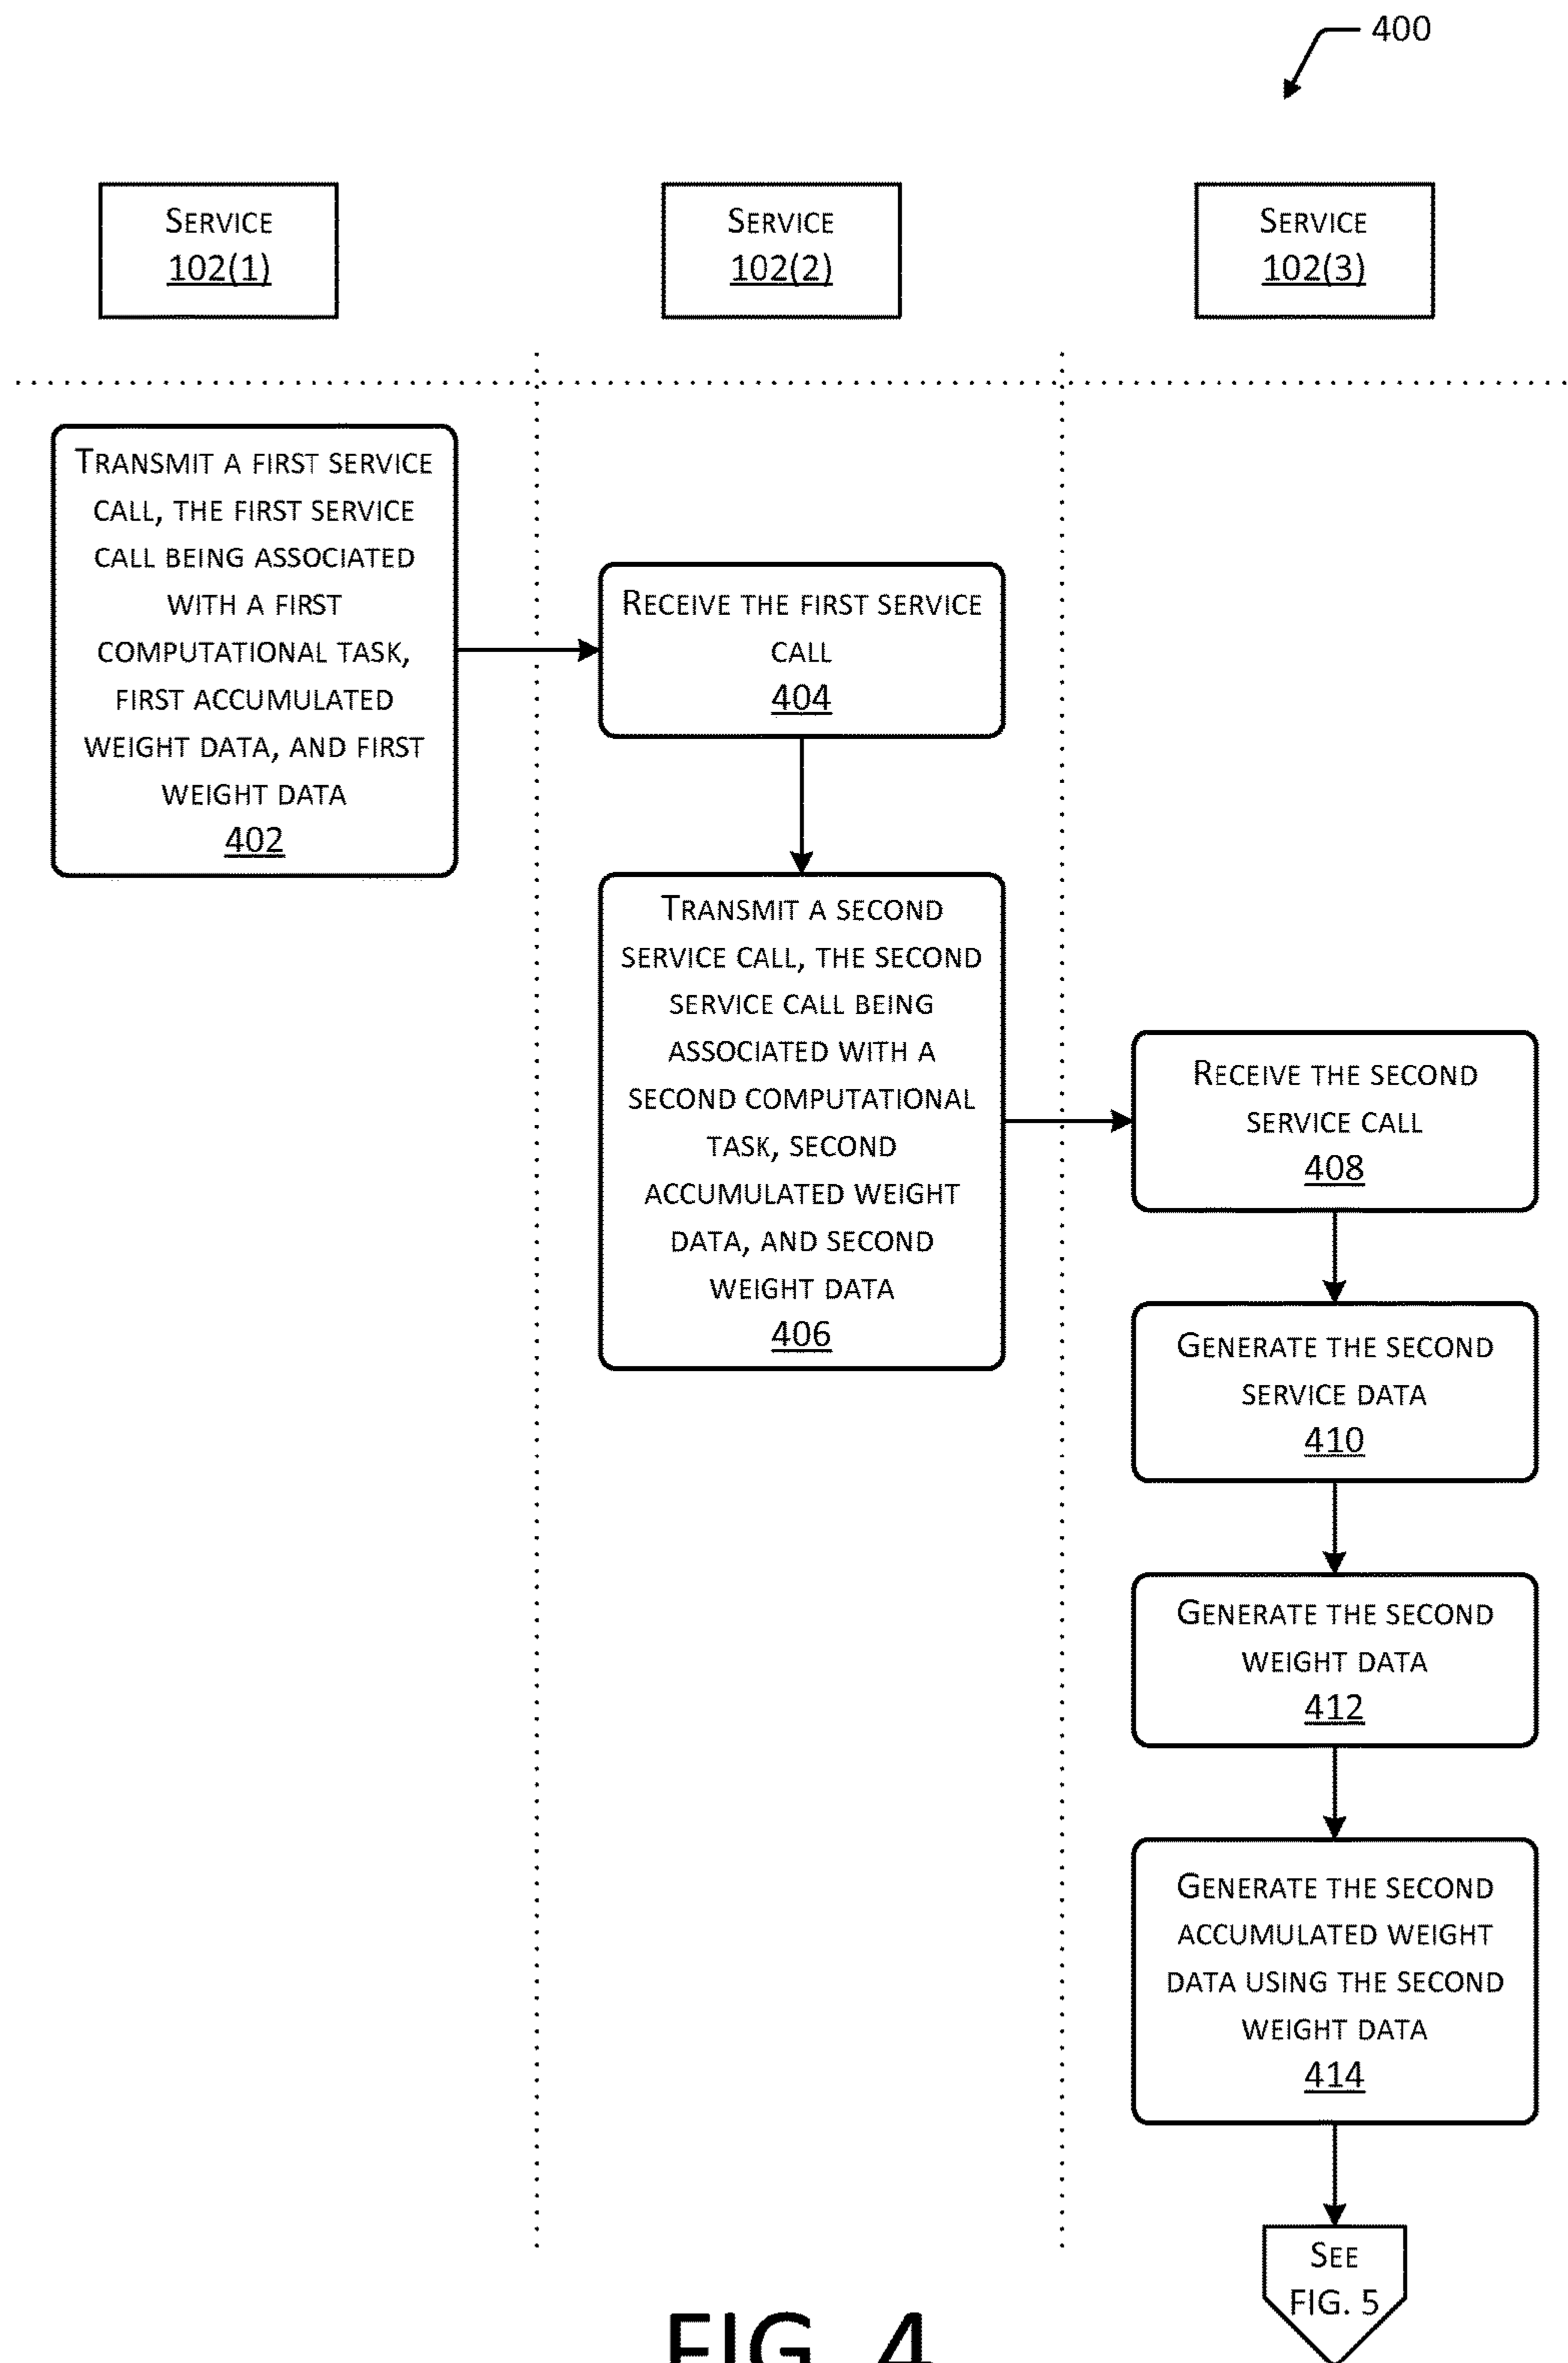 400
SERVICE
102(1)
SERVICE
102(2)
SERVICE
102(3)
TRANSMIT A FIRST SERVICE
CALL, THE FIRST SERVICE
CALL BEING ASSOCIATED
WITH A FIRST
COMPUTATIONAL TASK,
FIRST ACCUMULATED
WEIGHT DATA, AND FIRST
WEIGHT DATA
402
RECEIVE THE FIRST SERVICE
CALL
404
TRANSMIT A SECOND
SERVICE CALL, THE SECOND
SERVICE CALL BEING
ASSOCIATED WITH A
SECOND COMPUTATIONAL
TASK, SECOND
ACCUMULATED WEIGHT
DATA, AND SECOND
WEIGHT DATA
406
RECEIVE THE SECOND
SERVICE CALL
408
GENERATE THE SECOND
SERVICE DATA
410
GENERATE THE SECOND
WEIGHT DATA
412
GENERATE THE SECOND
ACCUMULATED WEIGHT
DATA USING THE SECOND
WEIGHT DATA
414
SEE
FIG. 5
FIG. 4